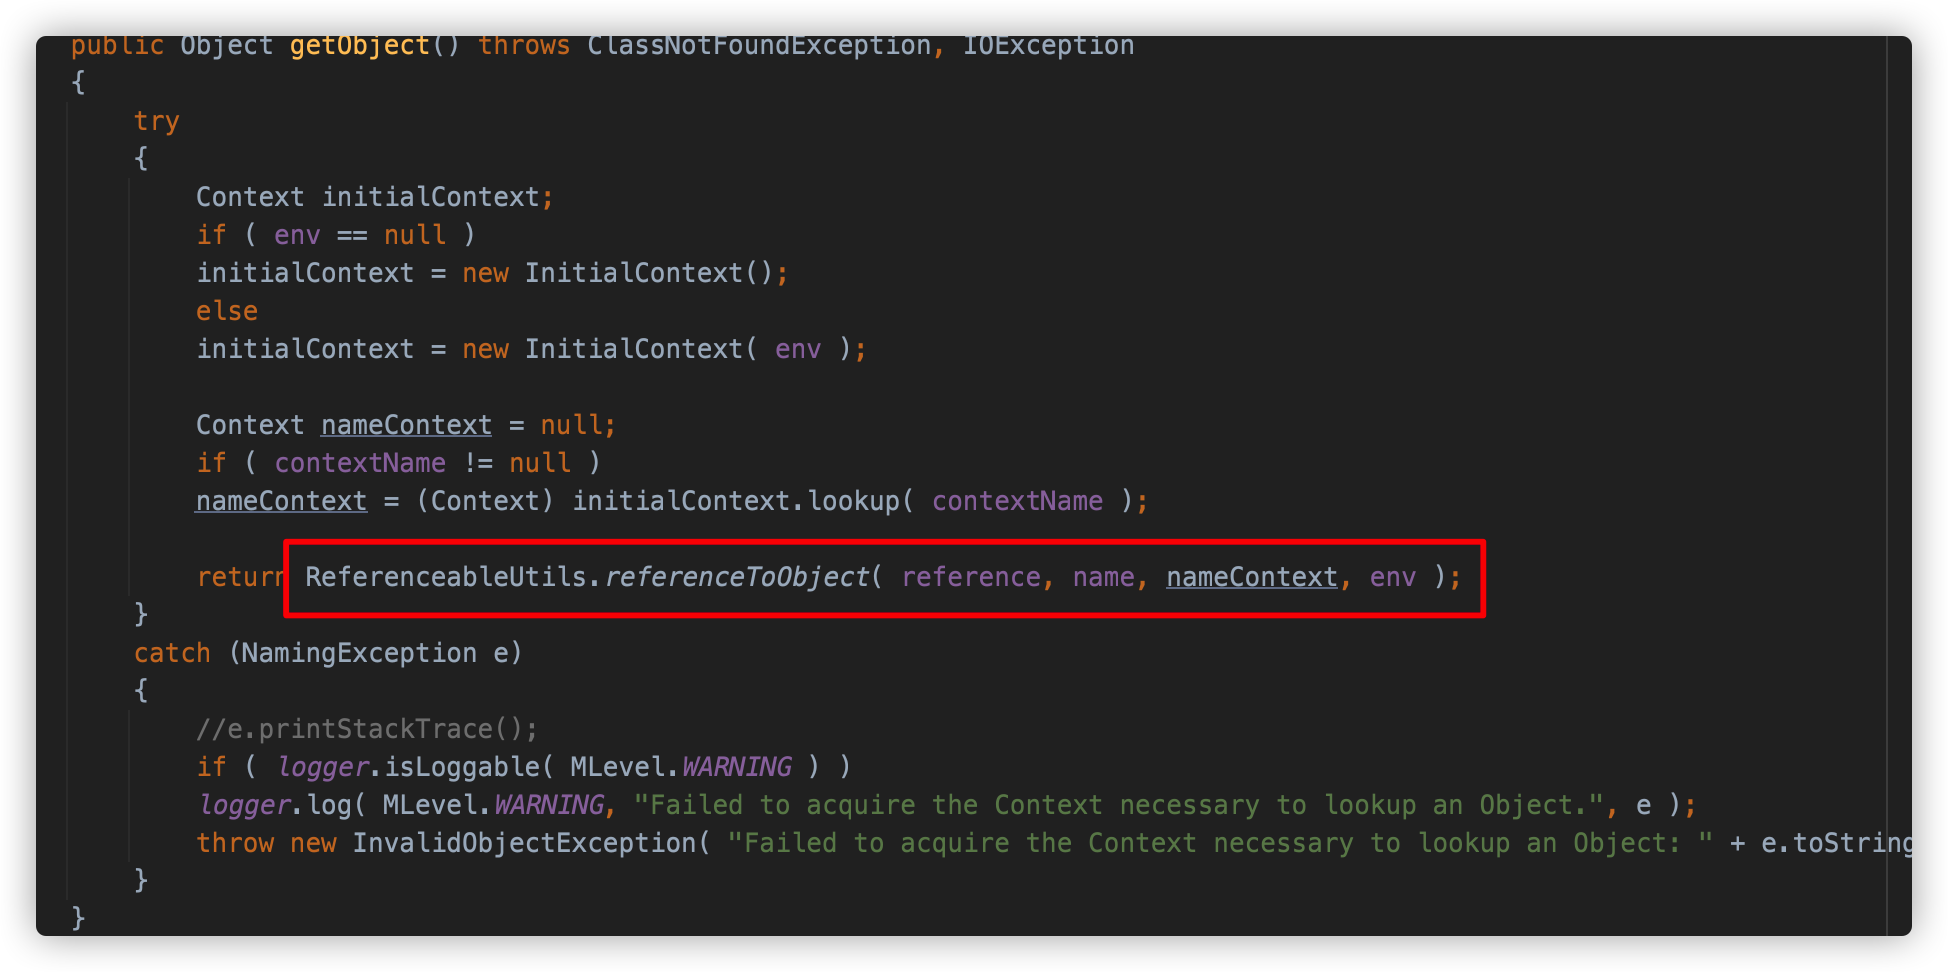 public Object getObject() throws ClassNotFoundException, IOException
{
try
{
Context initialContext;
if ( env == null )
initialContext = new InitialContext();
else
initialContext = new InitialContext( env );
Context nameContext = null;
if ( contextName != null )
nameContext = (Context) initialContext.lookup( contextName );
return ReferenceableUtils.referenceToObject( reference, name, nameContext, env );
}
catch (NamingException e)
{
//e.printStackTrace();
if ( logger.isLoggable( MLevel.WARNING ) )
logger.log( MLevel.WARNING, "Failed to acquire the Context necessary to lookup an Object.", e );
throw new InvalidObjectException( "Failed to acquire the Context necessary to lookup an Object: " + e.toString
}
}